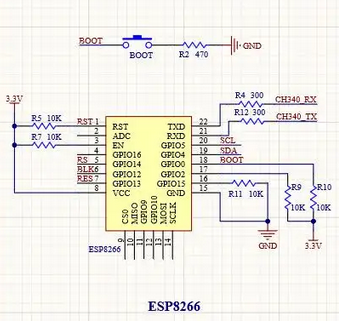 BOOT
BOOT
R2 470
GND
3.3V
R5 10K
R7 10K
RST 1
2
3
4
RS 5
BLK 6
RES 7
8
RST
ADC
EN
GPIO16
GPIO14
GPIO12
GPIO13
VCC
TXD
RXD
GPIO5
GPIO4
GPIO0
GPIO2
GPIO15
GND
22
21
20 SCL
19 SDA
18 BOOT
17
16
15
R4 300
CH340_RX
R12 300
CH340_TX
R11 10K
R9
10K
R10
10K
GND
3.3V
CS0
MISO
GPIO9
GPIO10
MOSI
SCLK
9
10
11
12
13
14
ESP8266
ESP8266